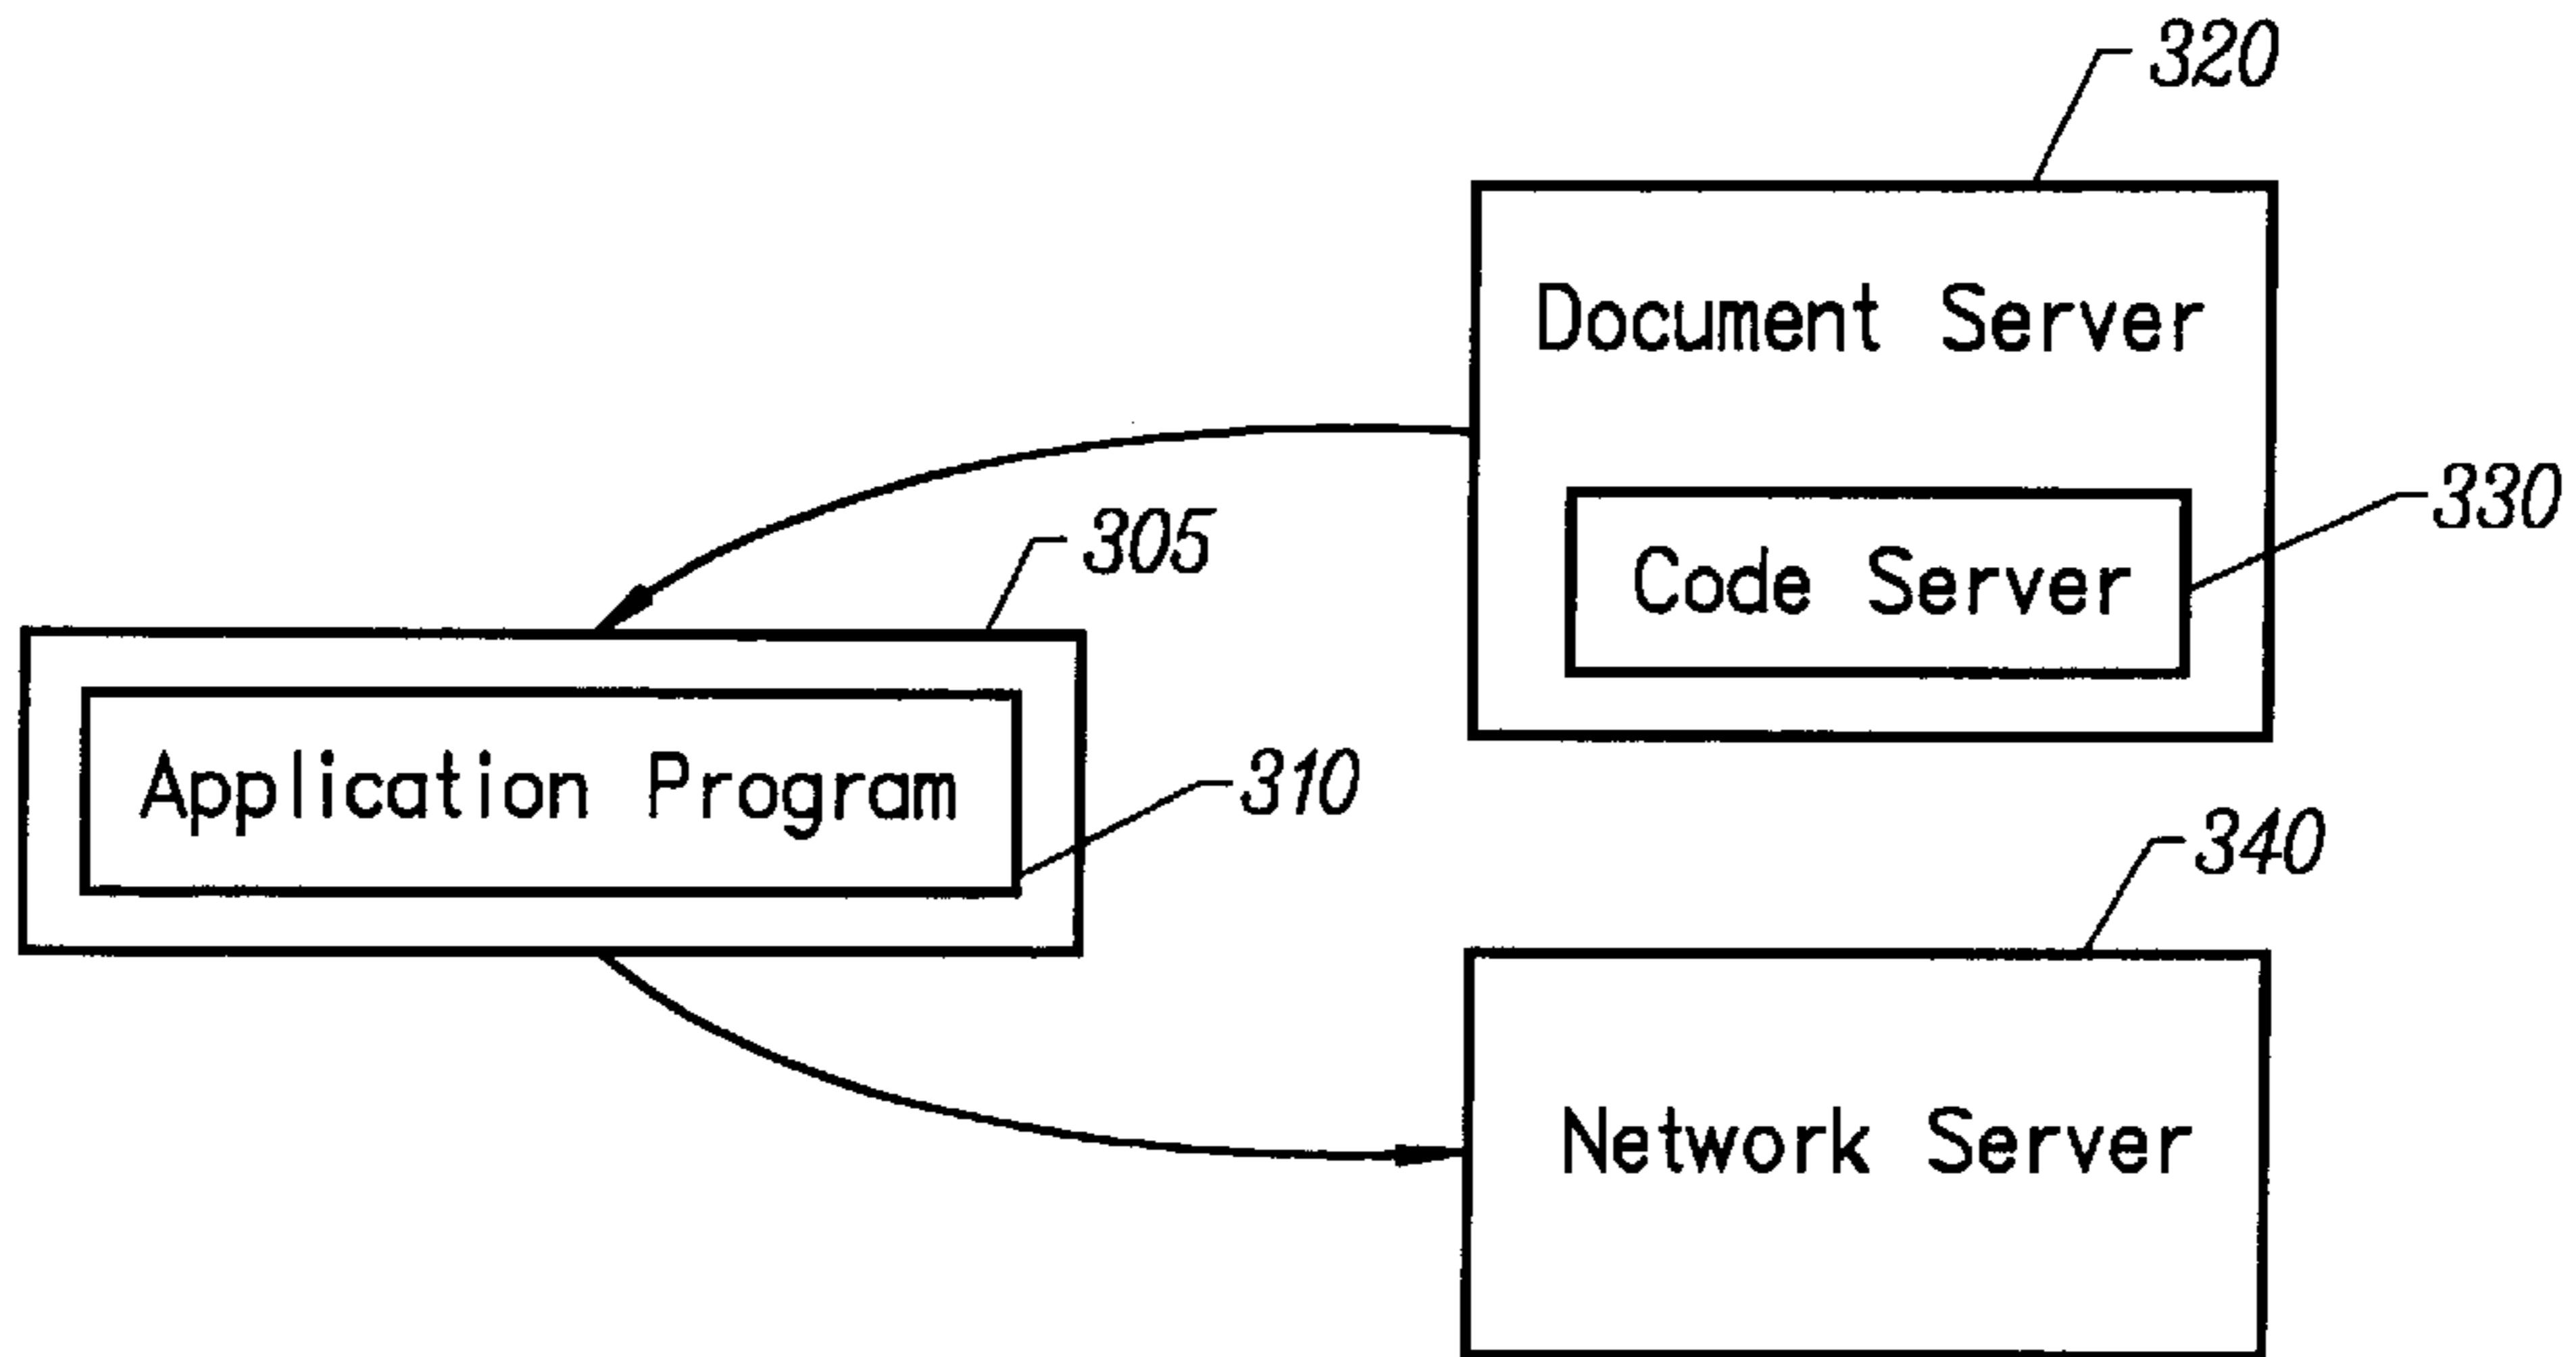 320
Document Server
330
Code Server
305
Application Program
310
340
Network Server